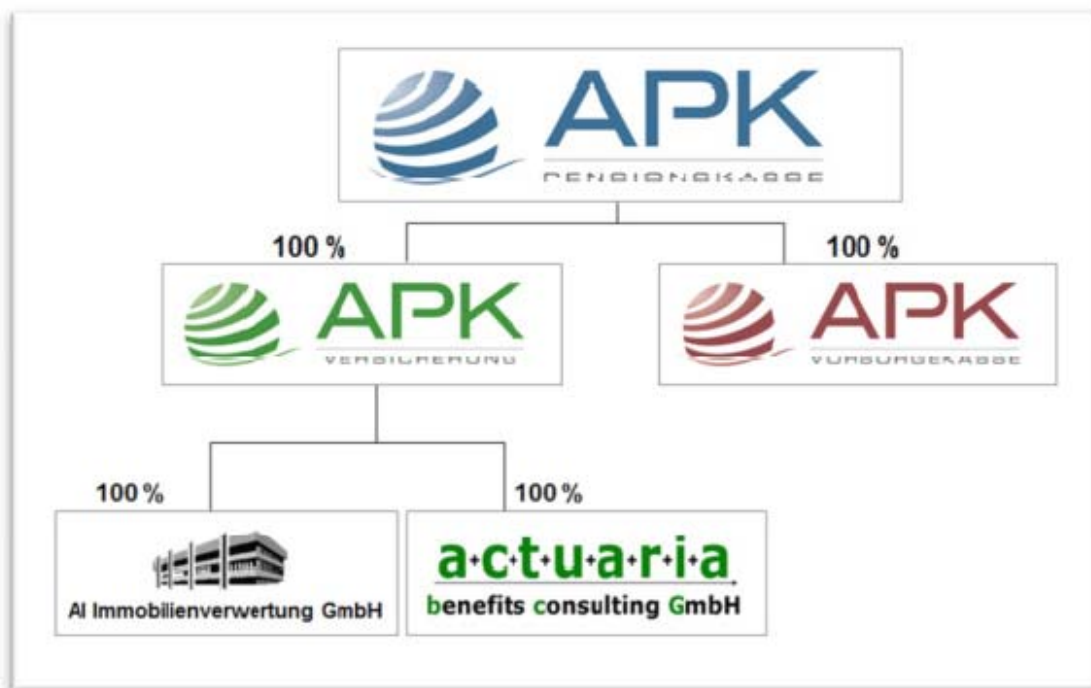 APK
PENSIONSKASSE
100 %
100 %
APK
VERSICHERUNG
APK
VORSORGEKASSE
100 %
100 %
AI Immobilienverwertung GmbH
a+c+t+u+a+r+i+a
benefits consulting GmbH